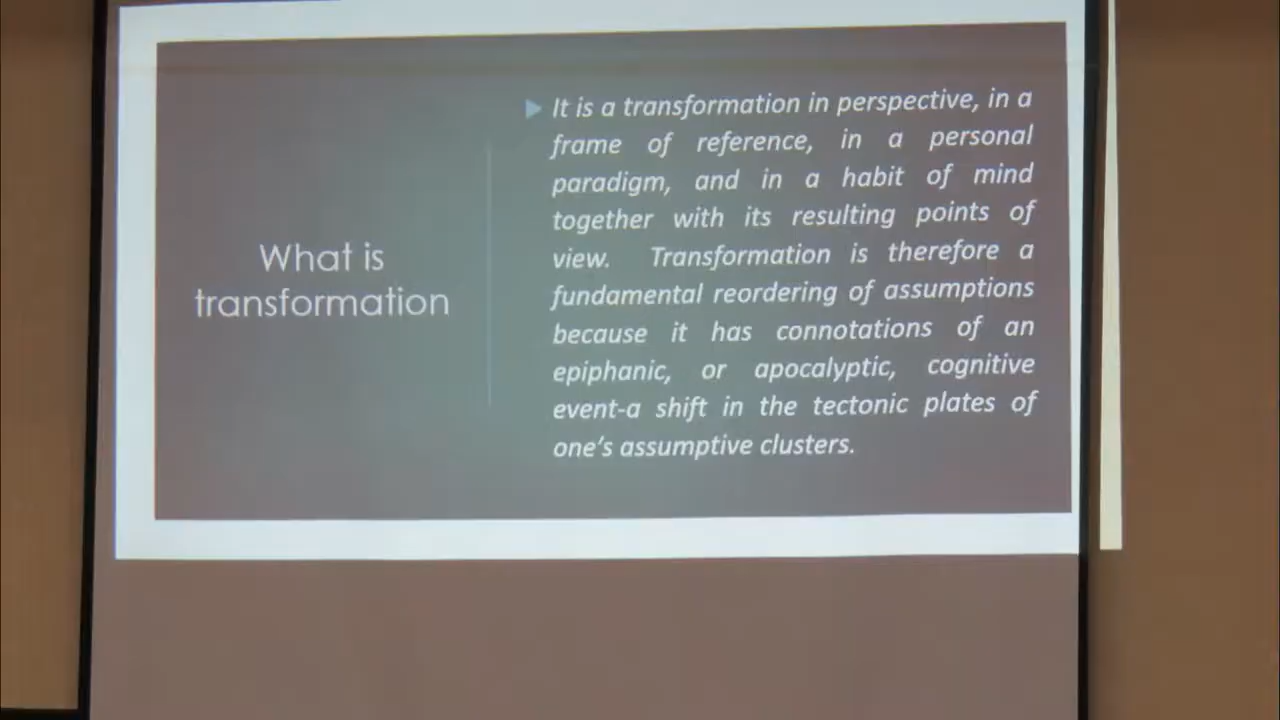 What is
transformation
It is a transformation in perspective, in a
frame of reference, in a personal
paradigm, and in a habit of mind
together with its resulting points of
view. Transformation is therefore a
fundamental reordering of assumptions
because it has connotations of an
epiphanic, or apocalyptic, cognitive
event-a shift in the tectonic plates of
one's assumptive clusters.